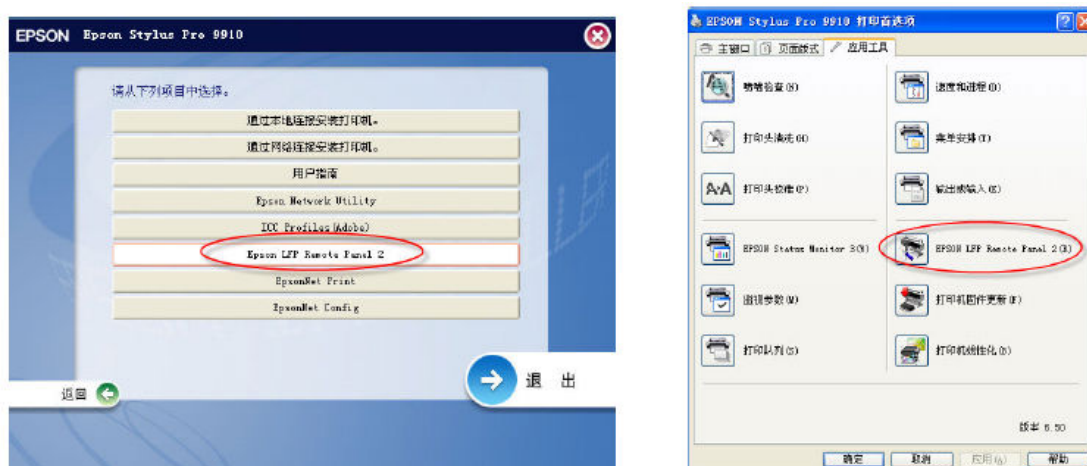 EPSON Epson Stylus Pro 9910
请从下列项目中选择。
通过本地连接安装打印机。
通过网络连接安装打印机。
用户指南
Epson Network Utility
ICC Profiles(Adobe)
Epson LFP Remote Panel 2
EpsonNet Print
EpsonNet Config
返回
退 出
EPSON Stylus Pro 9910 打印首选项
主窗口 页面版式 应用工具
喷嘴检查(N)
速度和进程(O)
打印头清洗(H)
菜单安排(T)
打印头校准(P)
输出或输入(E)
EPSON Status Monitor 3(R)
EPSON LFP Remote Panel 2(R)
监视参数(M)
打印机固件更新(F)
打印队列(S)
打印机线性化(D)
版本 6.50
确定 取消 应用(A) 帮助